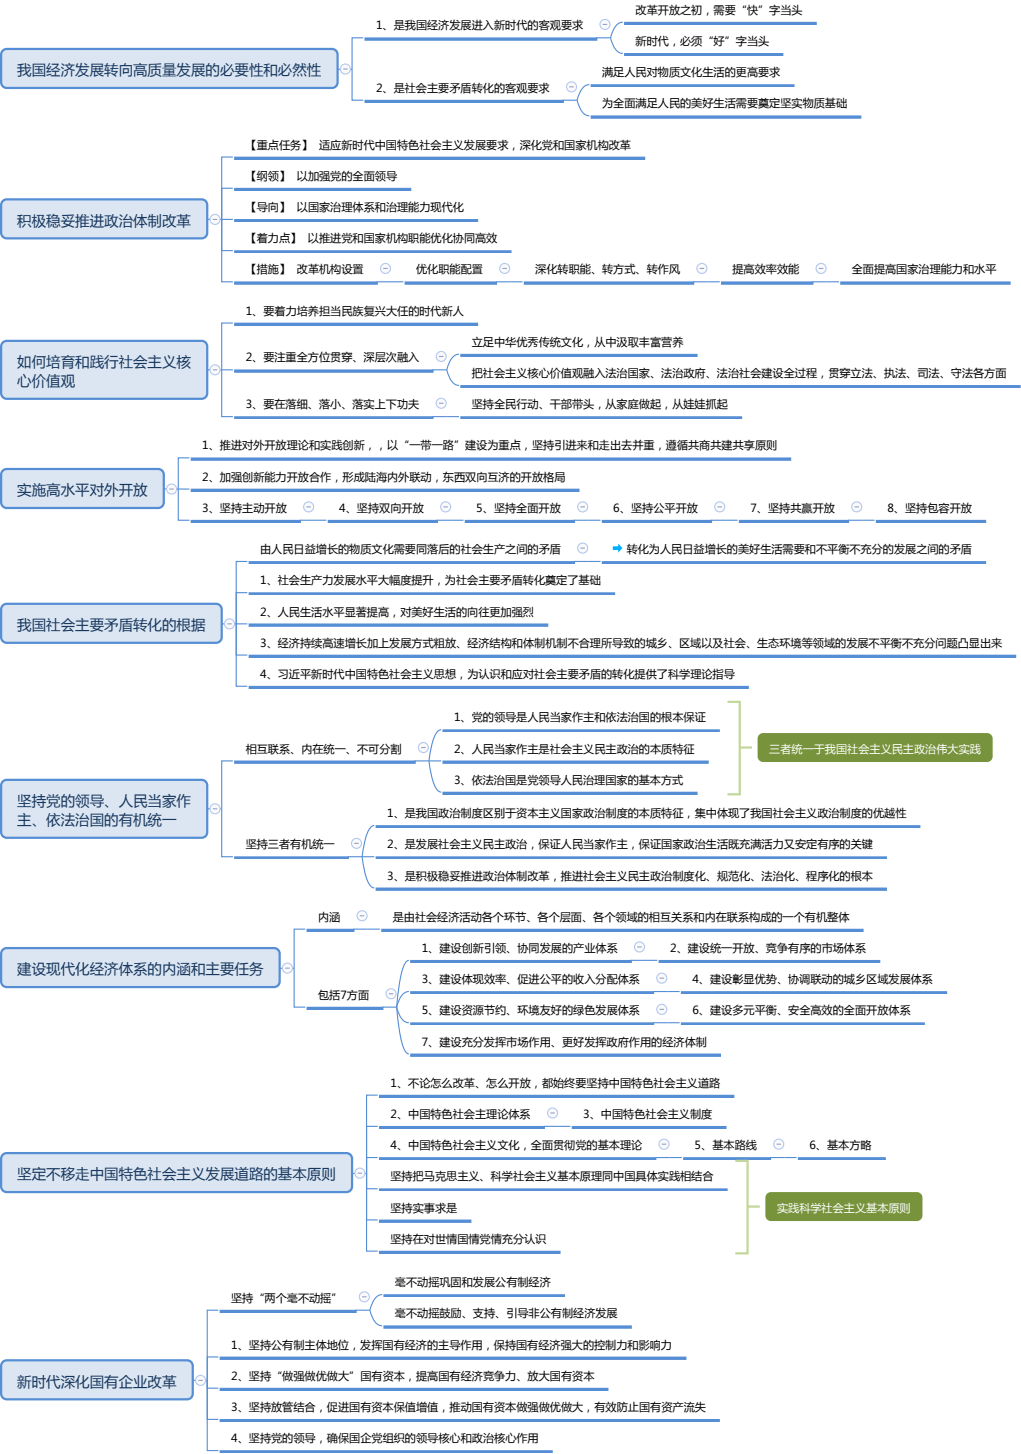 我国经济发展转向高质量发展的必要性和必然性
1、是我国经济发展进入新时代的客观要求
改革开放之初，需要“快”字当头
新时代，必须“好”字当头
2、是社会主要矛盾转化的客观要求
满足人民对物质文化生活的更高要求
为全面满足人民的美好生活需要奠定坚实物质基础
积极稳妥推进政治体制改革
【重点任务】 适应新时代中国特色社会主义发展要求，深化党和国家机构改革
【纲领】 以加强党的全面领导
【导向】 以国家治理体系和治理能力现代化
【着力点】 以推进党和国家机构职能优化协同高效
【措施】 改革机构设置
优化职能配置
深化转职能、转方式、转作风
提高效率效能
全面提高国家治理能力和水平
如何培育和践行社会主义核
心价值观
1、要着力培养担当民族复兴大任的时代新人
2、要注重全方位贯穿、深层次融入
立足中华优秀传统文化，从中汲取丰富营养
把社会主义核心价值观融入法治国家、法治政府、法治社会建设全过程，贯穿立法、执法、司法、守法各方面
3、要在落细、落小、落实上下功夫
坚持全民行动、干部带头，从家庭做起，从娃娃抓起
实施高水平对外开放
1、推进对外开放理论和实践创新，，以“一带一路”建设为重点，坚持引进来和走出去并重，遵循共商共建共享原则
2、加强创新能力开放合作，形成陆海内外联动，东西双向互济的开放格局
3、坚持主动开放
4、坚持双向开放
5、坚持全面开放
6、坚持公平开放
7、坚持共赢开放
8、坚持包容开放
我国社会主要矛盾转化的根据
由人民日益增长的物质文化需要同落后的社会生产之间的矛盾
转化为人民日益增长的美好生活需要和不平衡不充分的发展之间的矛盾
1、社会生产力发展水平大幅度提升，为社会主要矛盾转化奠定了基础
2、人民生活水平显著提高，对美好生活的向往更加强烈
3、经济持续高速增长加上发展方式粗放、经济结构和体制机制不合理所导致的城乡、区域以及社会、生态环境等领域的发展不平衡不充分问题凸显出来
4、习近平新时代中国特色社会主义思想，为认识和应对社会主要矛盾的转化提供了科学理论指导
坚持党的领导、人民当家作
主、依法治国的有机统一
相互联系、内在统一、不可分割
1、党的领导是人民当家作主和依法治国的根本保证
2、人民当家作主是社会主义民主政治的本质特征
3、依法治国是党领导人民治理国家的基本方式
三者统一于我国社会主义民主政治伟大实践
坚持三者有机统一
1、是我国政治制度区别于资本主义国家政治制度的本质特征，集中体现了我国社会主义政治制度的优越性
2、是发展社会主义民主政治，保证人民当家作主，保证国家政治生活既充满活力又安定有序的关键
3、是积极稳妥推进政治体制改革，推进社会主义民主政治制度化、规范化、法治化、程序化的根本
建设现代化经济体系的内涵和主要任务
内涵
是由社会经济活动各个环节、各个层面、各个领域的相互关系和内在联系构成的一个有机整体
包括7方面
1、建设创新引领、协同发展的产业体系
2、建设统一开放、竞争有序的市场体系
3、建设体现效率、促进公平的收入分配体系
4、建设彰显优势、协调联动的城乡区域发展体系
5、建设资源节约、环境友好的绿色发展体系
6、建设多元平衡、安全高效的全面开放体系
7、建设充分发挥市场作用、更好发挥政府作用的经济体制
坚定不移走中国特色社会主义发展道路的基本原则
1、不论怎么改革、怎么开放，都始终要坚持中国特色社会主义道路
2、中国特色社会主理论体系
3、中国特色社会主义制度
4、中国特色社会主义文化，全面贯彻党的基本理论
5、基本路线
6、基本方略
坚持把马克思主义、科学社会主义基本原理同中国具体实践相结合
坚持实事求是
坚持在对世情国情党情充分认识
实践科学社会主义基本原则
新时代深化国有企业改革
坚持“两个毫不动摇”
毫不动摇巩固和发展公有制经济
毫不动摇鼓励、支持、引导非公有制经济发展
1、坚持公有制主体地位，发挥国有经济的主导作用，保持国有经济强大的控制力和影响力
2、坚持“做强做优做大”国有资本，提高国有经济竞争力、放大国有资本
3、坚持放管结合，促进国有资本保值增值，推动国有资本做强做优做大，有效防止国有资产流失
4、坚持党的领导，确保国企党组织的领导核心和政治核心作用